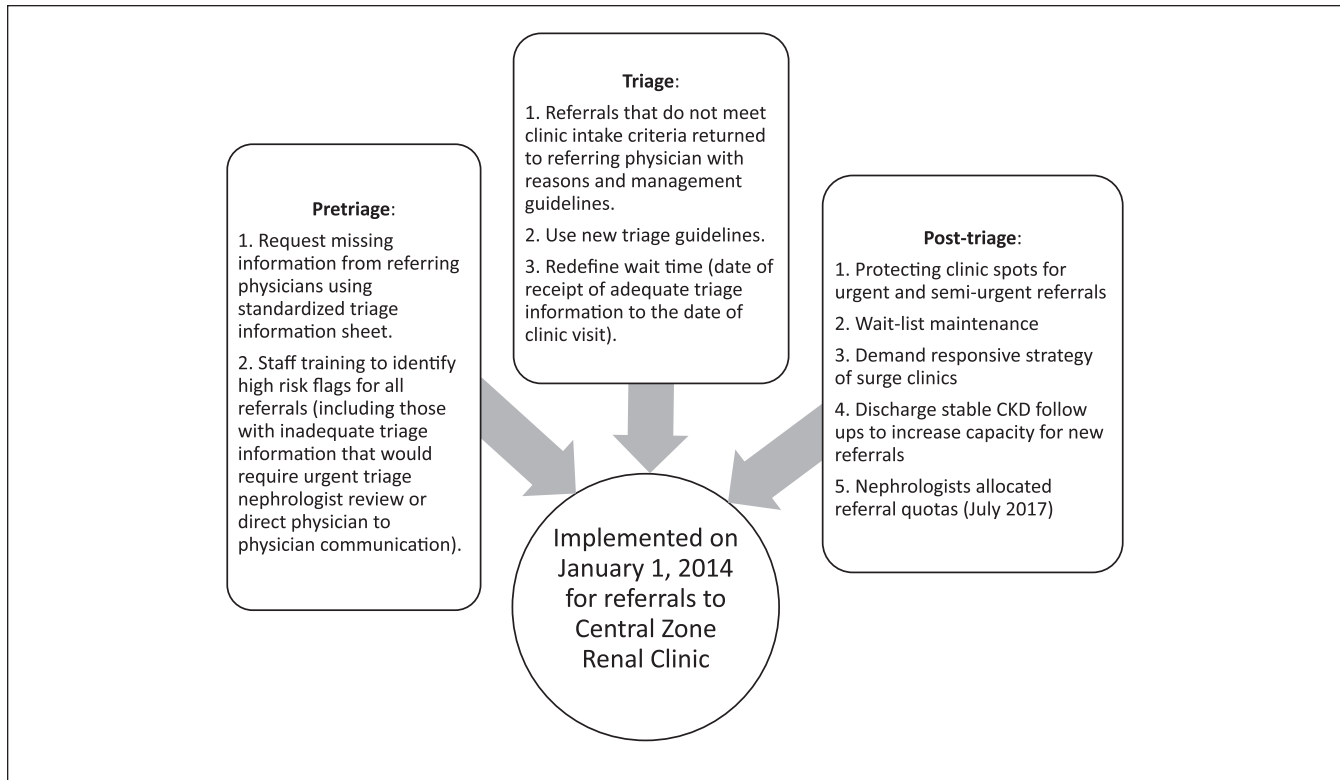 Pretriage:
1. Request missing
information from referring
physicians using
standardized triage
information sheet.
2. Staff training to identify
high risk flags for all
referrals (including those
with inadequate triage
information that would
require urgent triage
nephrologist review or
direct physician to
physician communication).
Triage:
1. Referrals that do not meet
clinic intake criteria returned
to referring physician with
reasons and management
guidelines.
2. Use new triage guidelines.
3. Redefine wait time (date of
receipt of adequate triage
information to the date of
clinic visit).
Post-triage:
1. Protecting clinic spots for
urgent and semi-urgent referrals
2. Wait-list maintenance
3. Demand responsive strategy
of surge clinics
4. Discharge stable CKD follow
ups to increase capacity for new
referrals
5. Nephrologists allocated
referral quotas (July 2017)
Implemented on
January 1, 2014
for referrals to
Central Zone
Renal Clinic